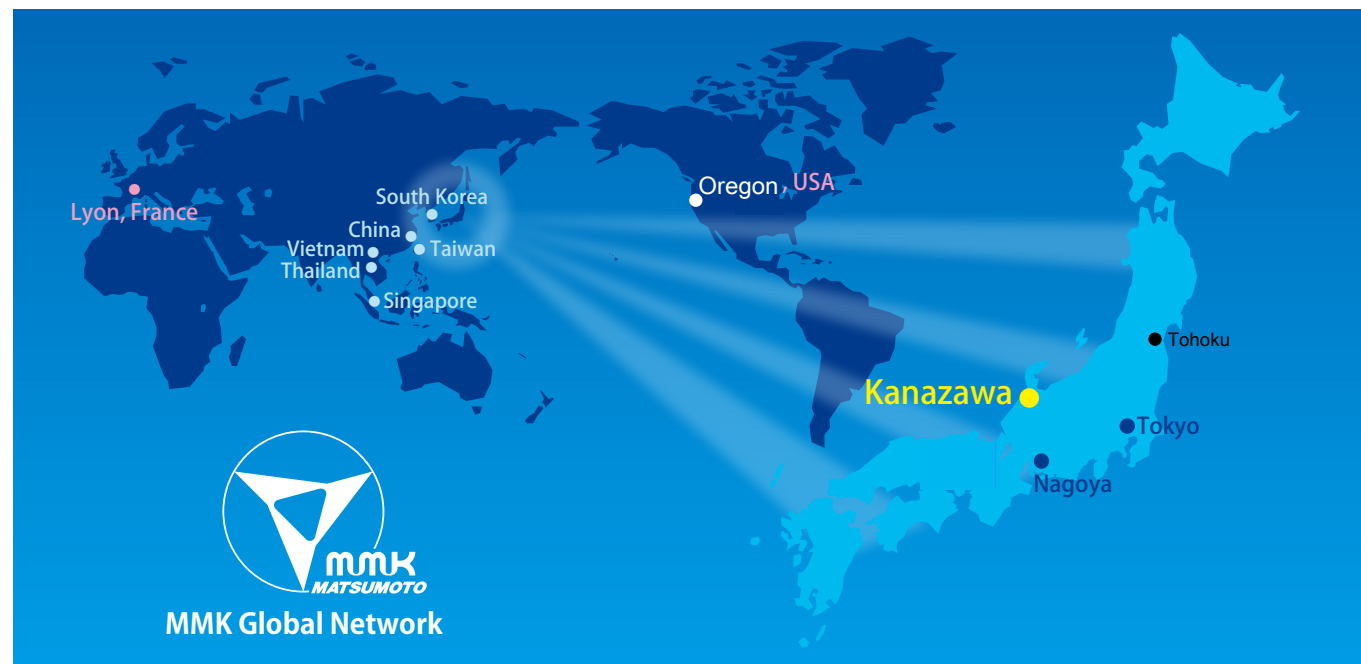 Lyon, France
South Korea
China
Vietnam
Taiwan
Thailand
Singapore
Oregon , USA
Tohoku
Kanazawa
Tokyo
Nagoya
MMK
MATSUMOTO
MMK Global Network